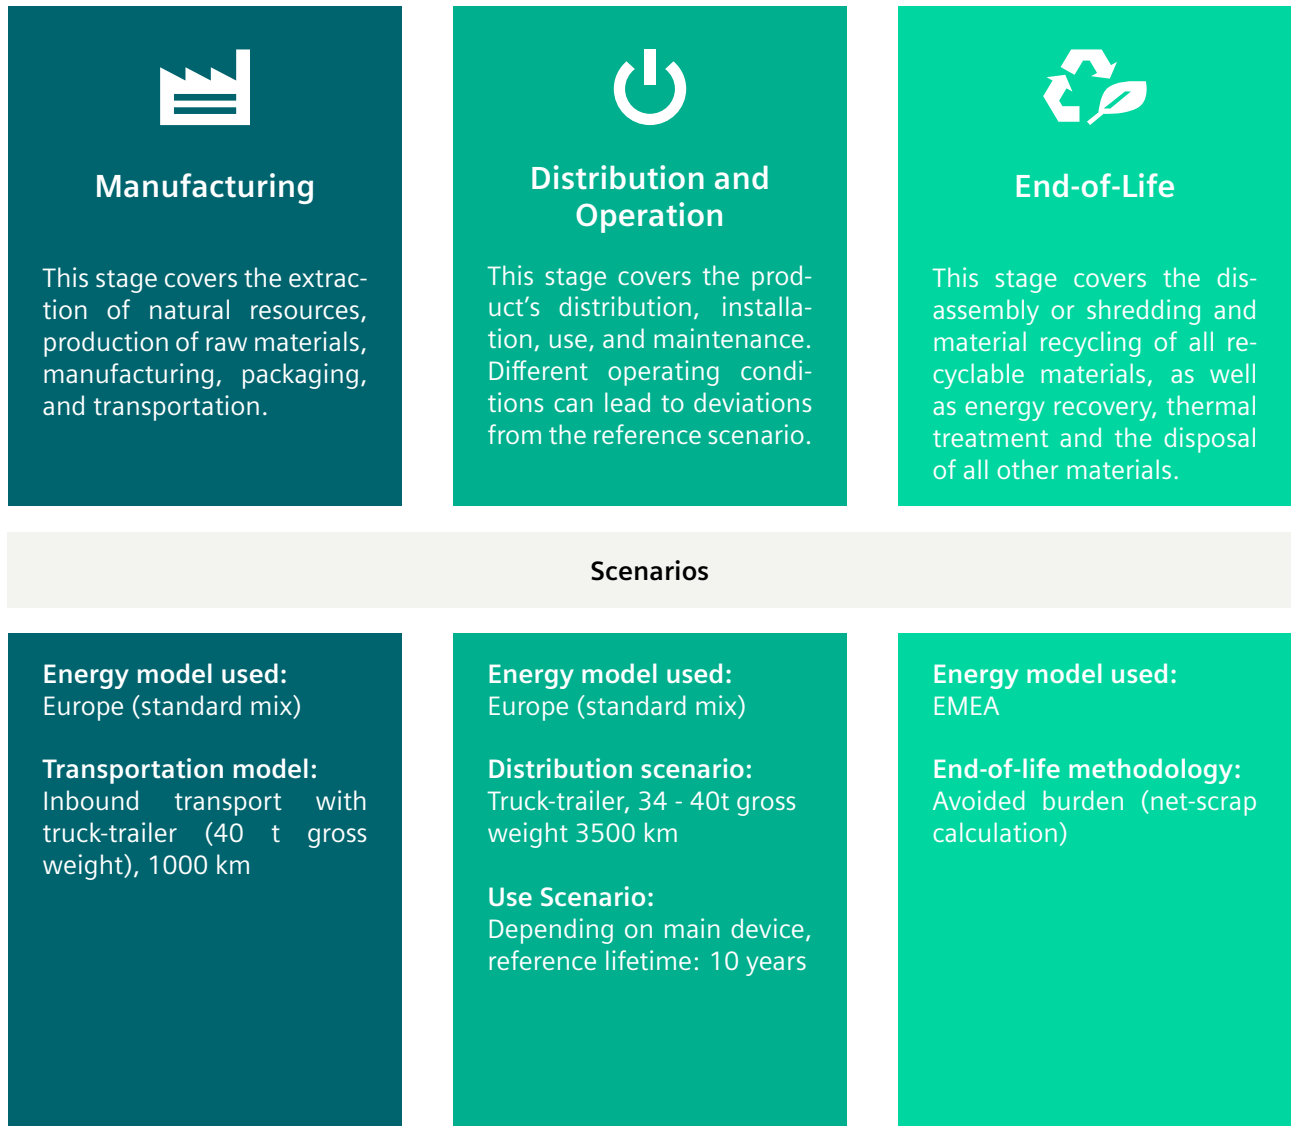 Manufacturing
This stage covers the extrac-
tion of natural resources,
production of raw materials,
manufacturing, packaging,
and transportation.
Distribution and
Operation
This stage covers the prod-
uct's distribution, installa-
tion, use, and maintenance.
Different operating condi-
tions can lead to deviations
from the reference scenario.
End-of-Life
This stage covers the dis-
assembly or shredding and
material recycling of all re-
cyclable materials, as well
as energy recovery, thermal
treatment and the disposal
of all other materials.
Scenarios
Energy model used:
Europe (standard mix)
Transportation model:
Inbound transport with
truck-trailer (40 t gross
weight), 1000 km
Energy model used:
Europe (standard mix)
Distribution scenario:
Truck-trailer, 34 - 40t gross
weight 3500 km
Use Scenario:
Depending on main device,
reference lifetime: 10 years
Energy model used:
EMEA
End-of-life methodology:
Avoided burden (net-scrap
calculation)